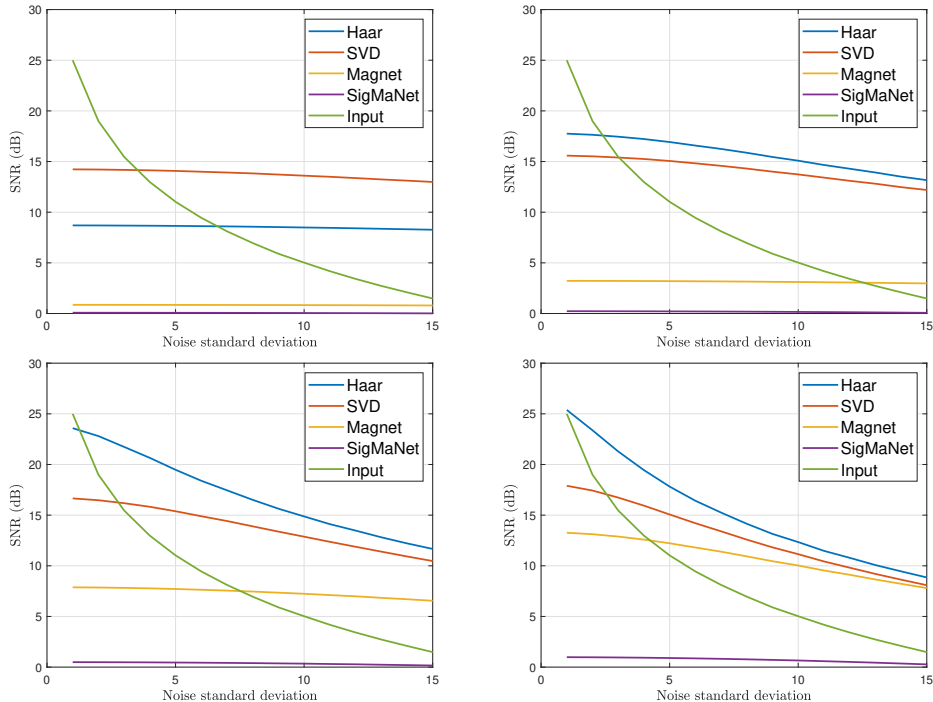 30
25
20
15
10
5
0
SNR (dB)
0 5 10 15
Noise standard deviation
Haar
SVD
Magnet
SigMaNet
Input
30
25
20
15
10
5
0
SNR (dB)
0 5 10 15
Noise standard deviation
Haar
SVD
Magnet
SigMaNet
Input
30
25
20
15
10
5
0
SNR (dB)
0 5 10 15
Noise standard deviation
Haar
SVD
Magnet
SigMaNet
Input
30
25
20
15
10
5
0
SNR (dB)
0 5 10 15
Noise standard deviation
Haar
SVD
Magnet
SigMaNet
Input